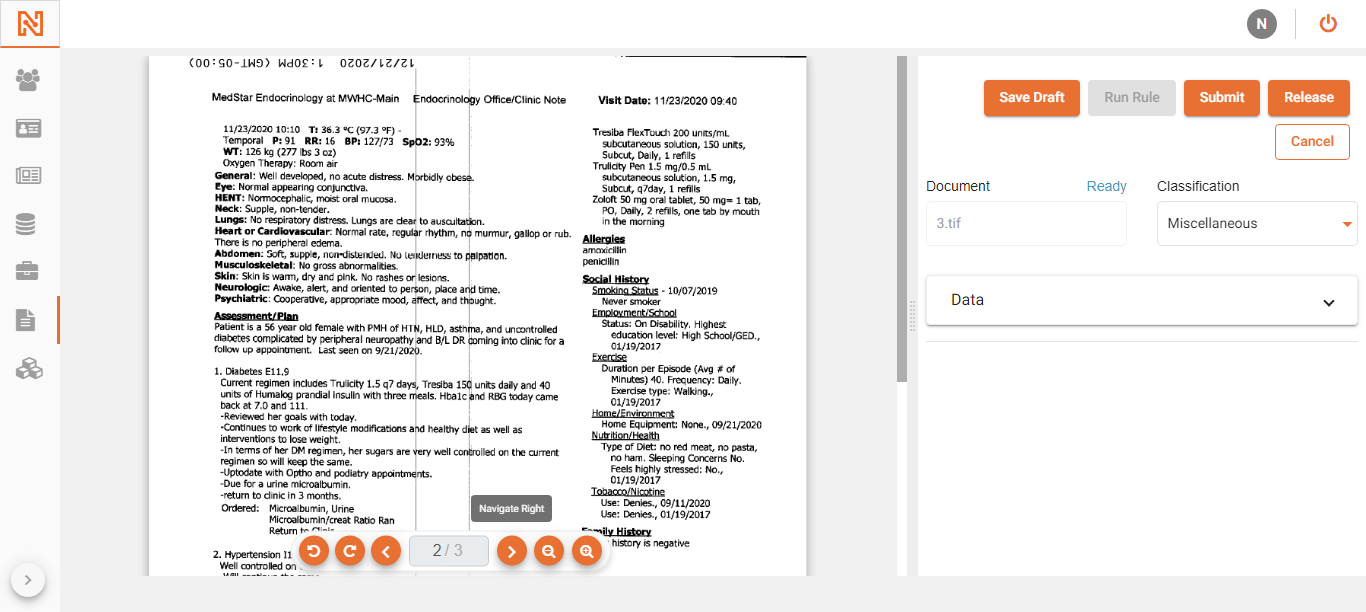 N
N
Save Draft
Run Rule
Submit
Release
Cancel
Document
Ready
Classification
3.tif
Miscellaneous
Data
12/21/2020 1:30PM (GMT-05:00)
MedStar Endocrinology at MWHC-Main Endocrinology Office/Clinic Note Visit Date: 11/23/2020 09:40
11/23/2020 10:10 T: 36.3 ºC (97.3 ºF) -
Temporal P: 91 RR: 16 BP: 127/73 SpO2: 93%
WT: 126 kg (277 lbs 3 oz)
Oxygen Therapy: Room air
General: Well developed, no acute distress. Morbidly obese.
Eye: Normal appearing conjunctiva.
HENT: Normocephalic, moist oral mucosa.
Neck: Supple, non-tender.
Lungs: No respiratory distress. Lungs are clear to auscultation.
Heart or Cardiovascular: Normal rate, regular rhythm, no murmur, gallop or rub.
There is no peripheral edema.
Abdomen: Soft, supple, non-distended. No tenderness to palpation.
Musculoskeletal: No gross abnormalities.
Skin: Skin is warm, dry and pink. No rashes or lesions.
Neurologic: Awake, alert, and oriented to person, place and time.
Psychiatric: Cooperative, appropriate mood, affect, and thought.
Assessment/Plan
Patient is a 56 year old female with PMH of HTN, HLD, asthma, and uncontrolled
diabetes complicated by peripheral neuropathy and B/L DR coming into clinic for a
follow up appointment. Last seen on 9/21/2020.
1. Diabetes E11.9
Current regimen includes Trulicity 1.5 q7 days, Tresiba 150 units daily and 40
units of Humalog prandial insulin with three meals. Hba1c and RBG today came
back at 7.0 and 111.
-Reviewed her goals with today.
-Continues to work of lifestyle modifications and healthy diet as well as
interventions to lose weight.
-In terms of her DM regimen, her sugars are very well controlled on the current
regimen so will keep the same.
-Uptodate with Optho and podiatry appointments.
-Due for a urine microalbumin.
-return to clinic in 3 months.
Ordered: Microalbumin, Urine
Microalbumin/creat Ratio Ran
Return to Clinic
2. Hypertension I1
Well controlled on
Will continue the
Tresiba FlexTouch 200 units/mL
subcutaneous solution, 150 units,
Subcut, Daily, 1 refills
Trulicity Pen 1.5 mg/0.5 mL
subcutaneous solution, 1.5 mg,
Subcut, q7day, 1 refills
Zoloft 50 mg oral tablet, 50 mg= 1 tab,
PO, Daily, 2 refills, one tab by mouth
in the morning
Allergies
amoxicillin
penicillin
Social History
Smoking Status - 10/07/2019
Never smoker
Employment/School
Status: On Disability. Highest
education level: High School/GED.,
01/19/2017
Exercise
Duration per Episode (Avg # of
Minutes) 40. Frequency: Daily.
Exercise type: Walking.,
01/19/2017
Home/Environment
Home Equipment: None., 09/21/2020
Nutrition/Health
Type of Diet: no red meat, no pasta,
no ham. Sleeping Concerns No.
Feels highly stressed: No.,
01/19/2017
Tobacco/Nicotine
Use: Denies., 09/11/2020
Use: Denies., 01/19/2017
Family History
history is negative
Navigate Right
2 / 3